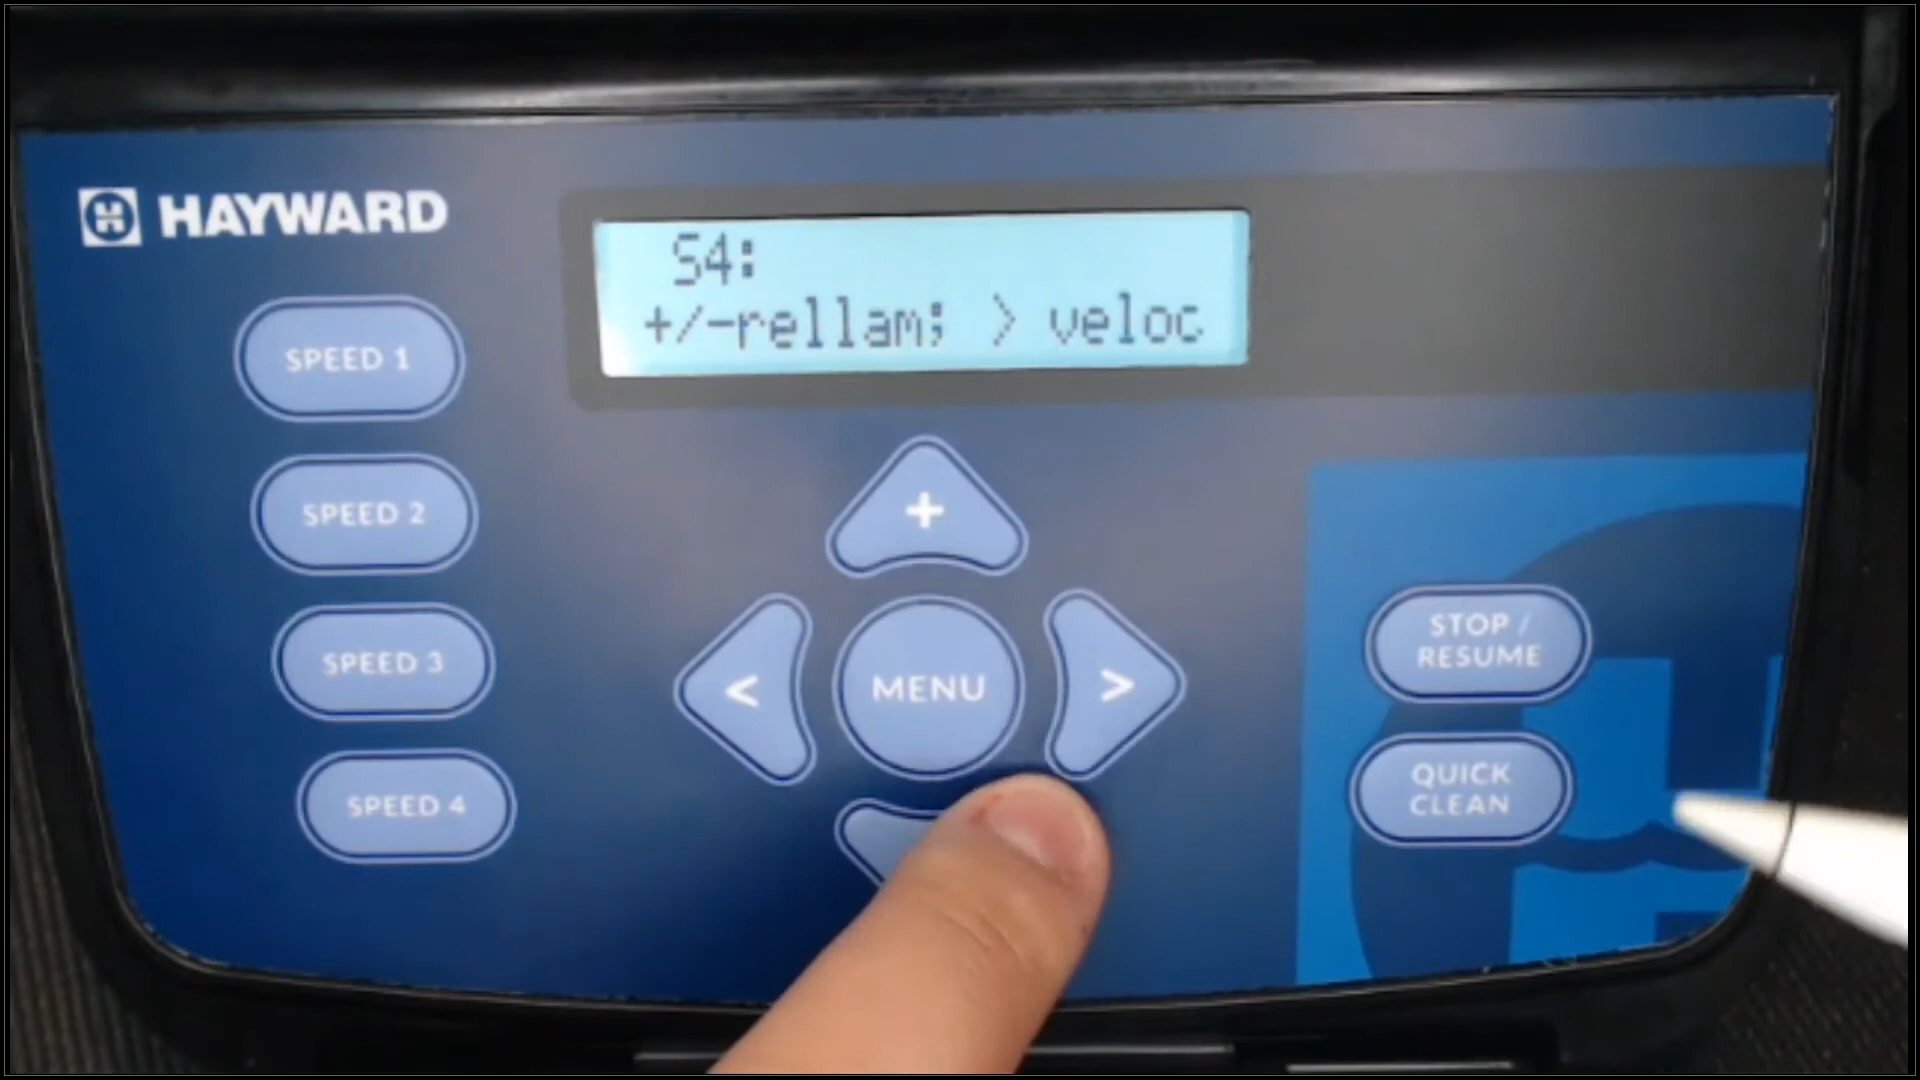 HAYWARD
S4:
+/-rellam; > veloc
SPEED 1
SPEED 2
SPEED 3
SPEED 4
+
<
MENU
>
STOP /
RESUME
QUICK
CLEAN